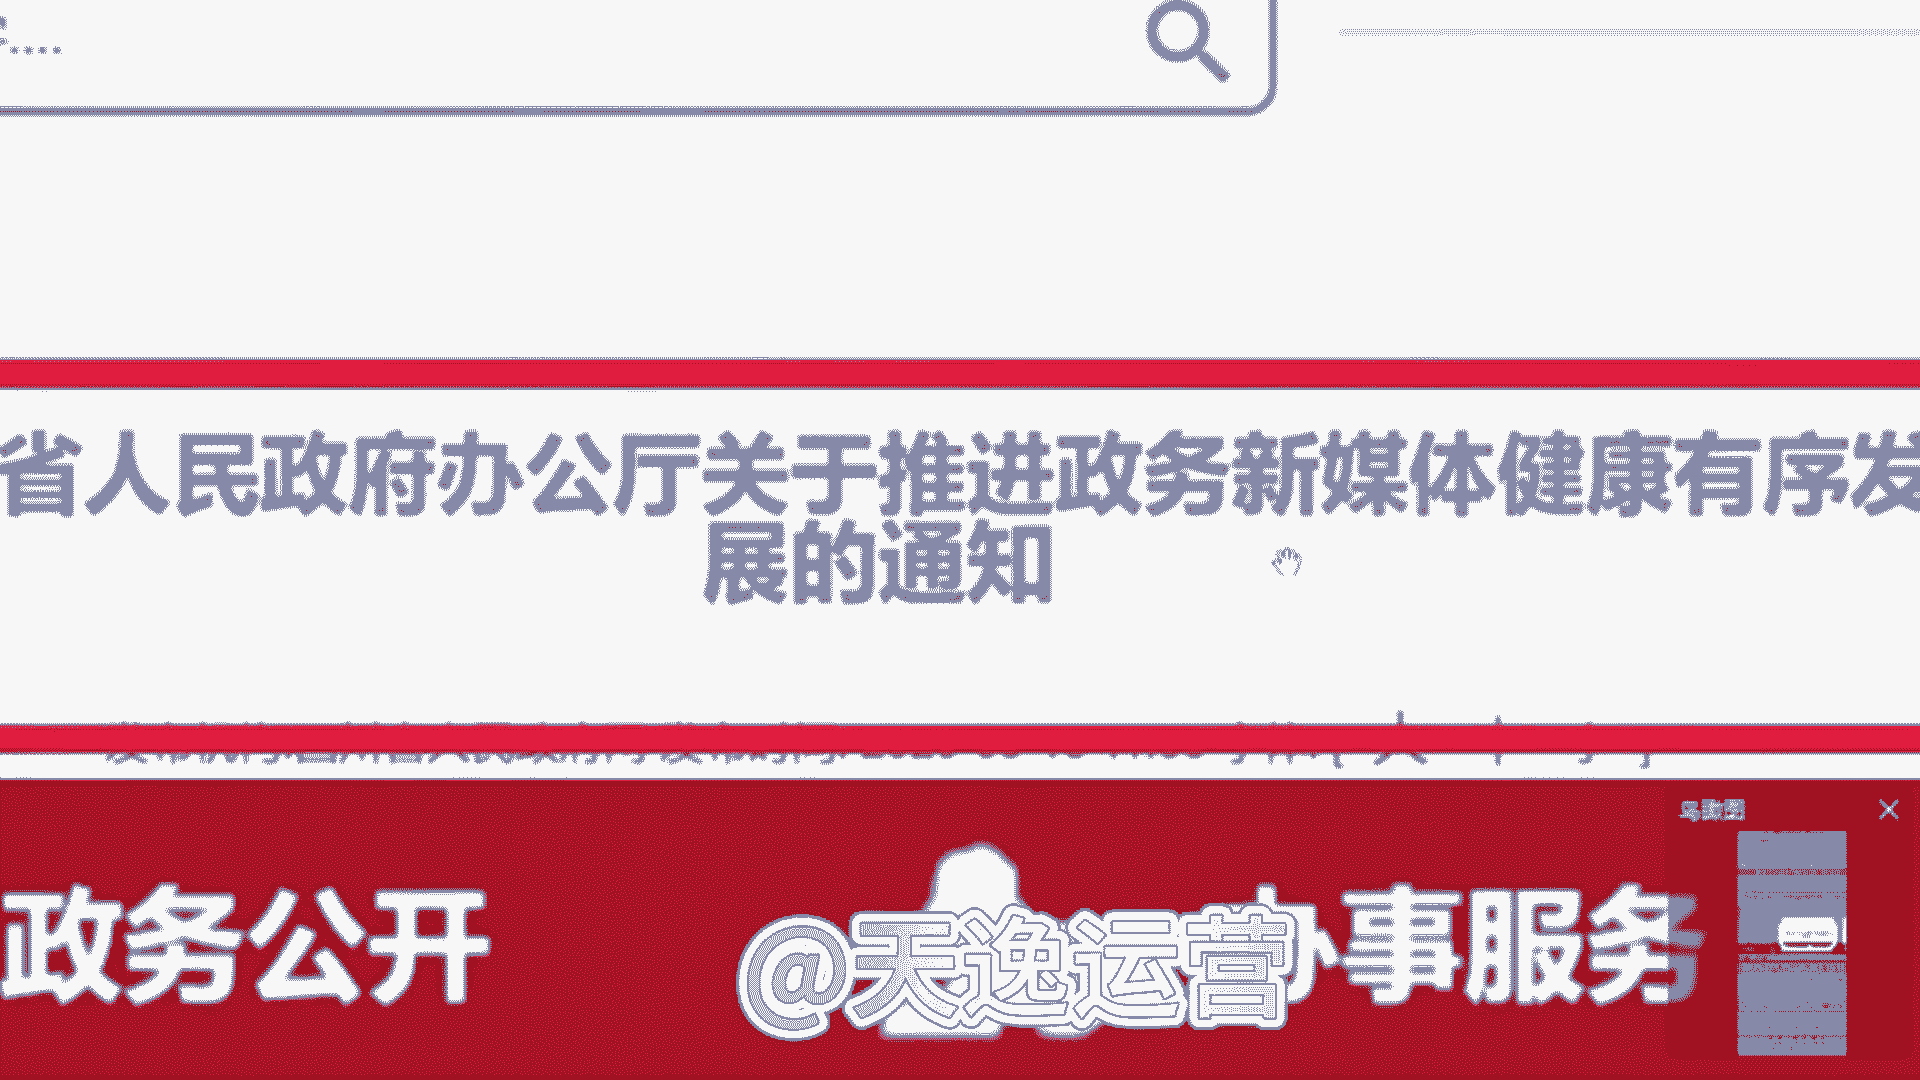 省人民政府办公厅关于推进政务新媒体健康有序发
展的通知
政务公开
办事服务
@天逸运营